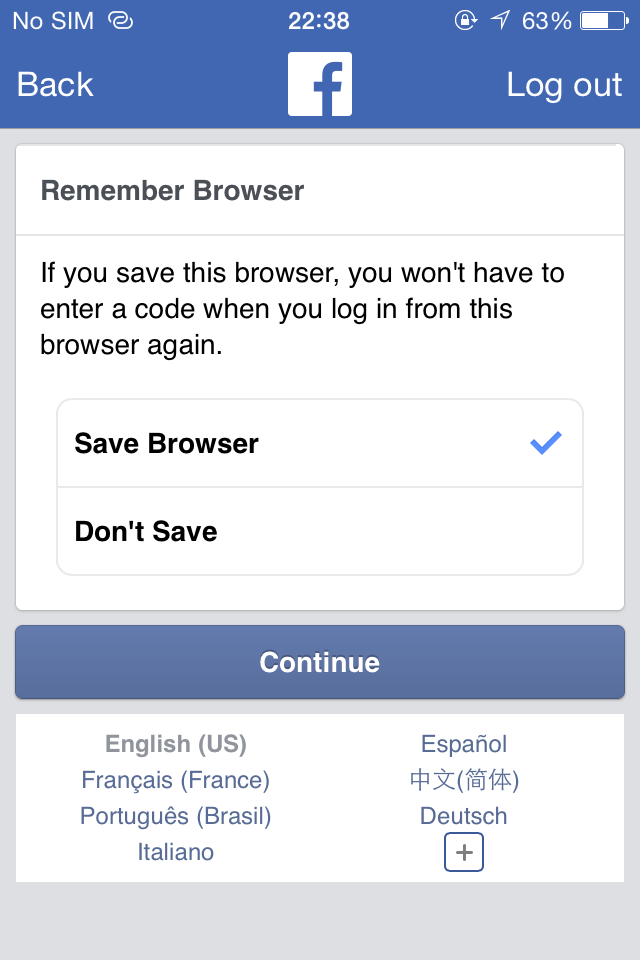 No SIM 22:38 63%
Back f Log out
Remember Browser
If you save this browser, you won't have to
enter a code when you log in from this
browser again.
Save Browser
Don't Save
Continue
English (US) Español
Français (France) 中文(简体)
Português (Brasil) Deutsch
Italiano +